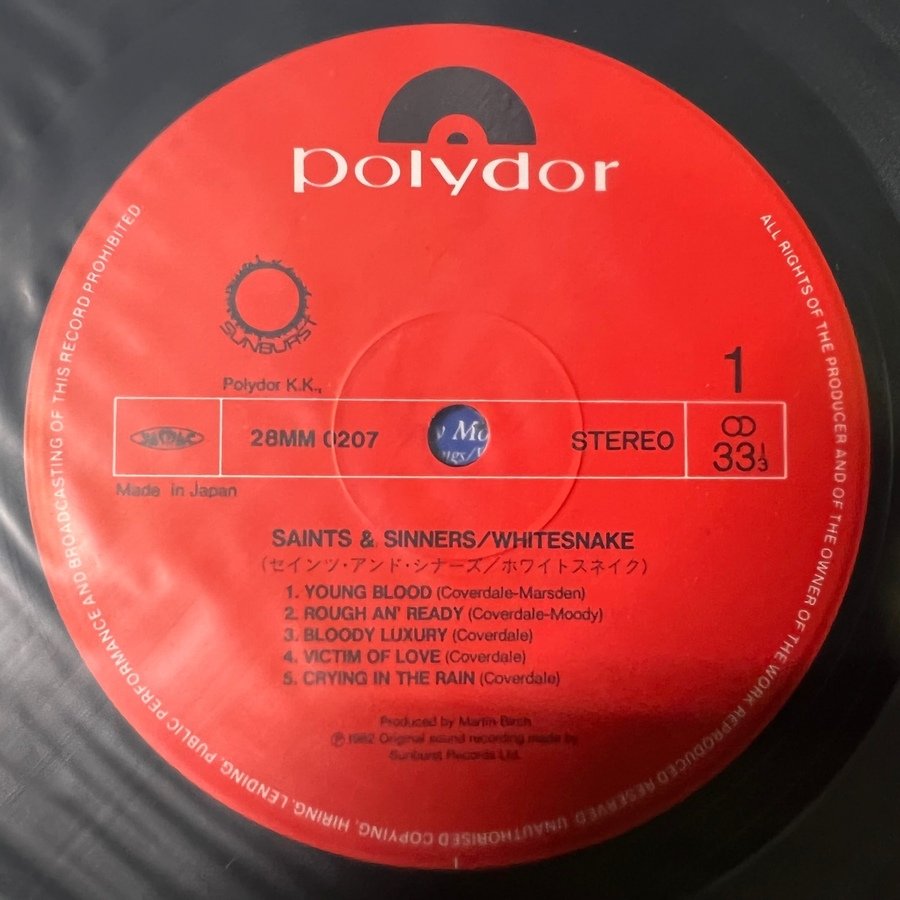 polydor
SUNBURST
1
Polydor K.K.,
28MM 0207
STEREO
33 1/3
Made in Japan
SAINTS & SINNERS/WHITESNAKE
(セインツ・アンド・シナーズ/ホワイトスネイク)
1. YOUNG BLOOD (Coverdale-Marsden)
2. ROUGH AN' READY (Coverdale-Moody)
3. BLOODY LUXURY (Coverdale)
4. VICTIM OF LOVE (Coverdale)
5. CRYING IN THE RAIN (Coverdale)
Produced by Martin Birch
℗ 1982 Original sound recording made by
Sunburst Records Ltd.
ALL RIGHTS OF THE PRODUCER AND OF THE OWNER OF THE WORK REPRODUCED RESERVED. UNAUTHORISED COPYING, HIRING, LENDING, PUBLIC PERFORMANCE AND BROADCASTING OF THIS RECORD PROHIBITED.